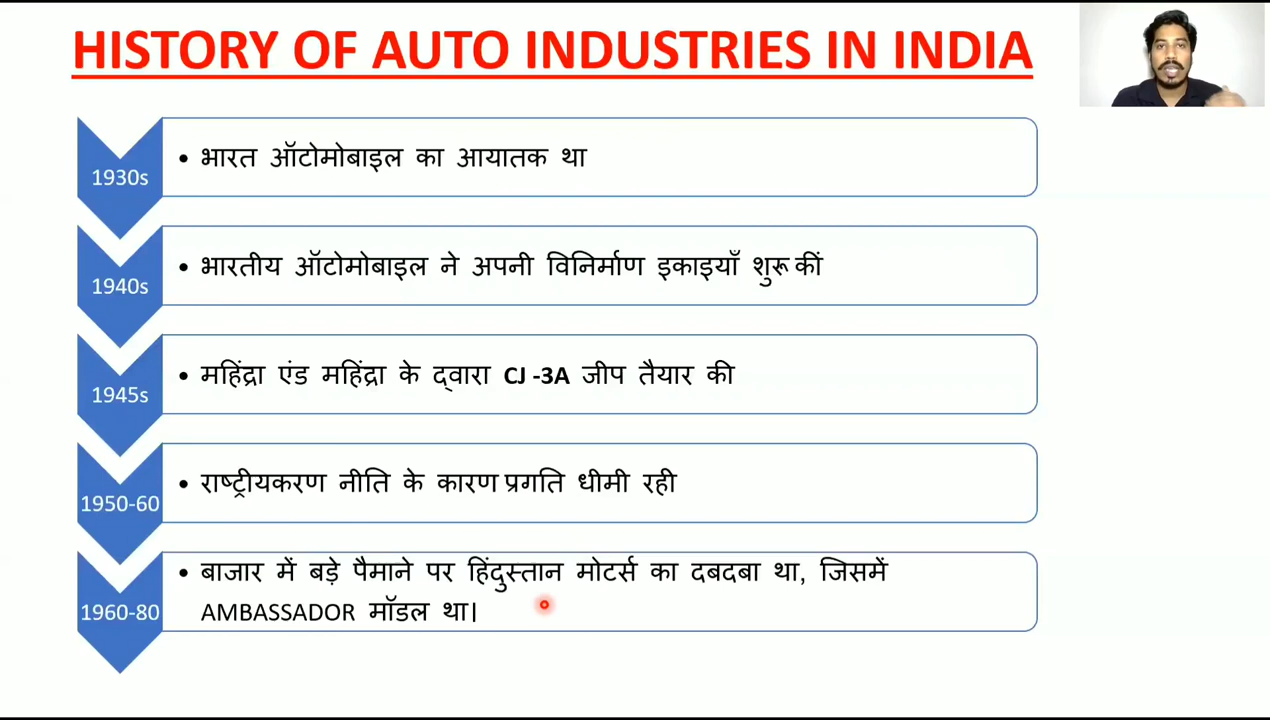 HISTORY OF AUTO INDUSTRIES IN INDIA
1930s
• भारत ऑटोमोबाइल का आयातक था
1940s
• भारतीय ऑटोमोबाइल ने अपनी विनिर्माण इकाइयाँ शुरू कीं
1945s
• महिंद्रा एंड महिंद्रा के द्वारा CJ -3A जीप तैयार की
1950-60
• राष्ट्रीयकरण नीति के कारण प्रगति धीमी रही
1960-80
• बाजार में बड़े पैमाने पर हिंदुस्तान मोटर्स का दबदबा था, जिसमें
AMBASSADOR मॉडल था।